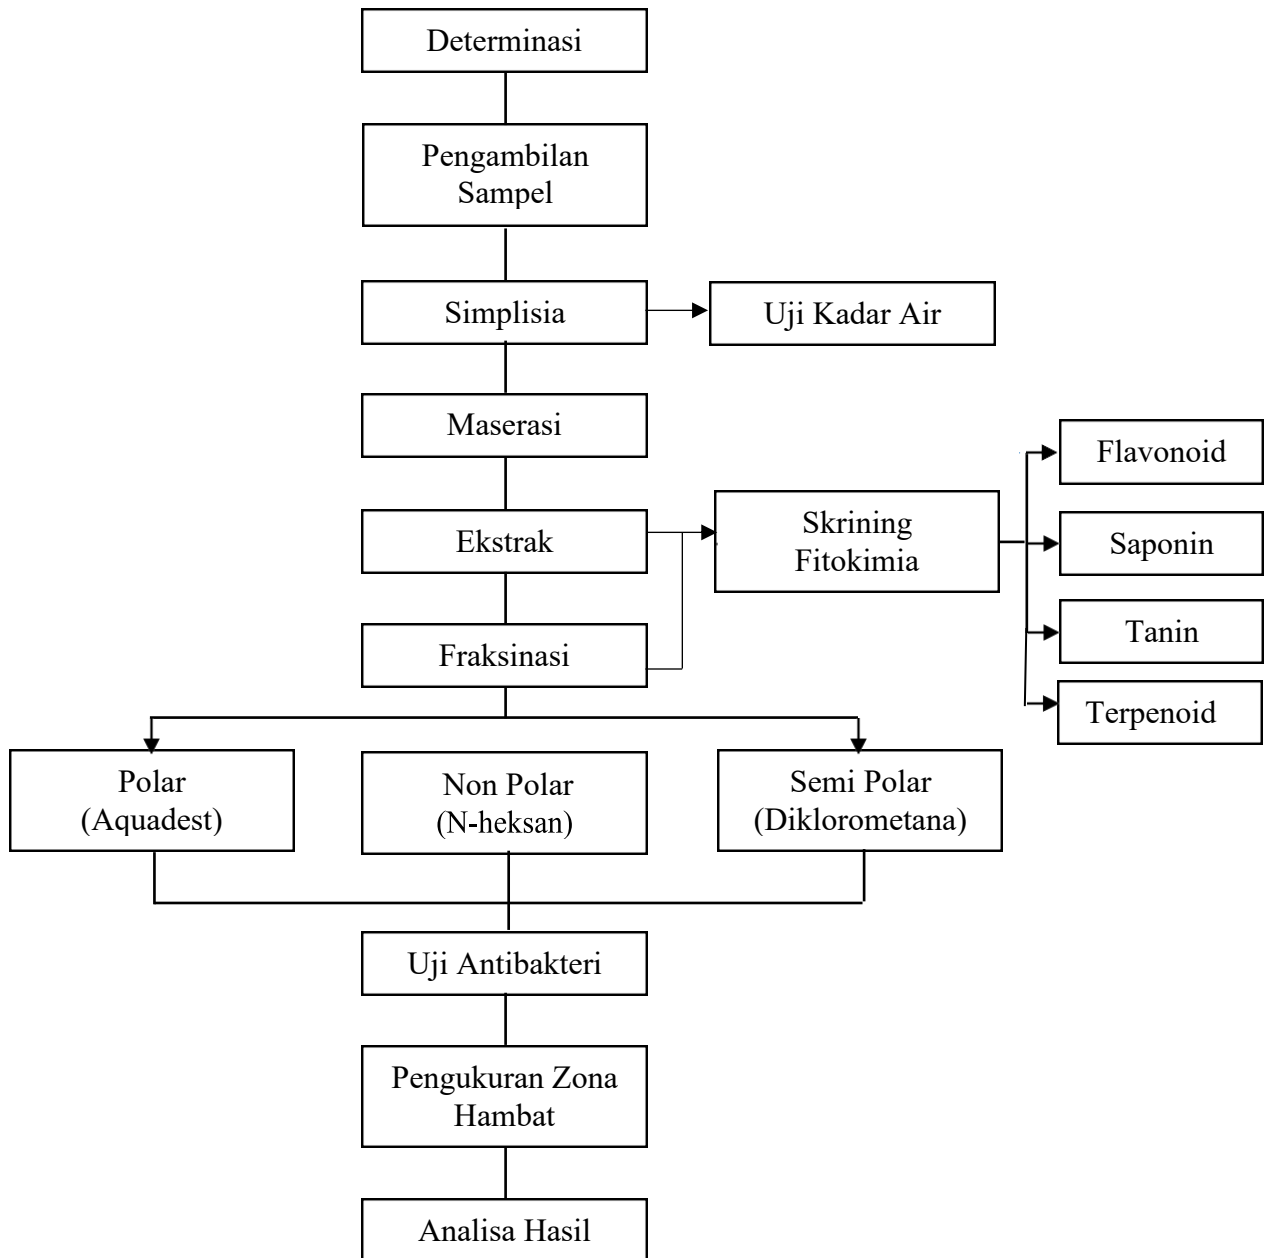 Determinasi
Pengambilan
Sampel
Simplisia
Uji Kadar Air
Maserasi
Ekstrak
Skrining
Fitokimia
Flavonoid
Saponin
Tanin
Terpenoid
Fraksinasi
Polar
(Aquadest)
Non Polar
(N-heksan)
Semi Polar
(Diklorometana)
Uji Antibakteri
Pengukuran Zona
Hambat
Analisa Hasil